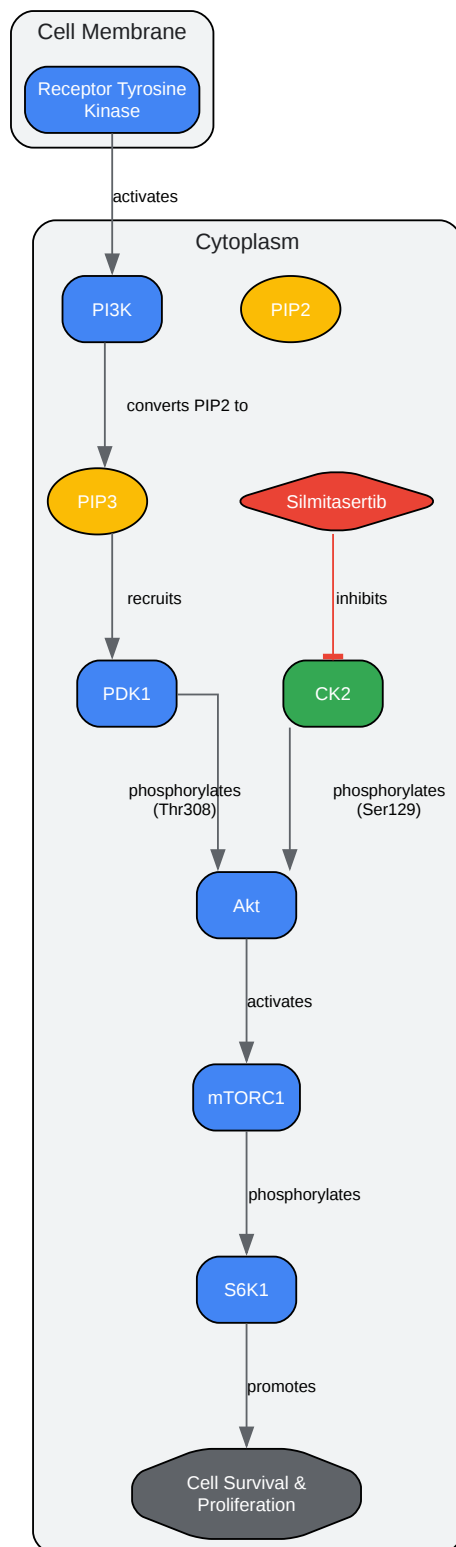 Cell Membrane
Receptor Tyrosine
Kinase
activates
Cytoplasm
PI3K
PIP2
converts PIP2 to
PIP3
Silmitasertib
recruits
inhibits
PDK1
CK2
phosphorylates
(Thr308)
phosphorylates
(Ser129)
Akt
activates
mTORC1
phosphorylates
S6K1
promotes
Cell Survival &
Proliferation